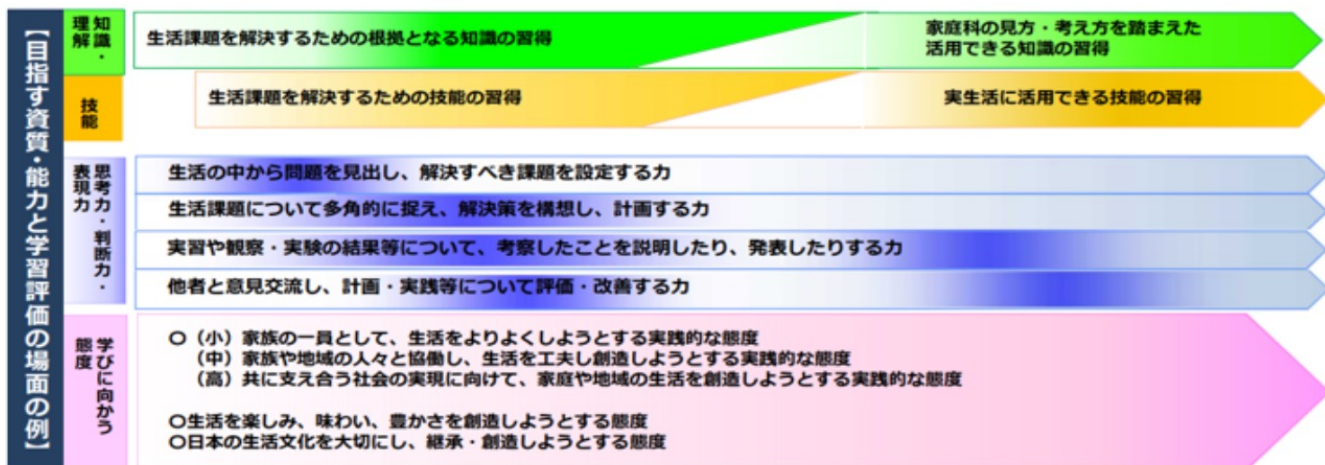 【目指す資質・能力と学習評価の場面の例】
知識・
理解
生活課題を解決するための根拠となる知識の習得
家庭科の見方・考え方を踏まえた
活用できる知識の習得
技能
生活課題を解決するための技能の習得
実生活に活用できる技能の習得
思考力・判断力・
表現力
生活の中から問題を見出し、解決すべき課題を設定する力
生活課題について多角的に捉え、解決策を構想し、計画する力
実習や観察・実験の結果等について、考察したことを説明したり、発表したりする力
他者と意見交流し、計画・実践等について評価・改善する力
学びに向かう
態度
〇（小）家族の一員として、生活をよりよくしようとする実践的な態度
（中）家族や地域の人々と協働し、生活を工夫し創造しようとする実践的な態度
（高）共に支え合う社会の実現に向けて、家庭や地域の生活を創造しようとする実践的な態度
〇生活を楽しみ、味わい、豊かさを創造しようとする態度
〇日本の生活文化を大切にし、継承・創造しようとする態度